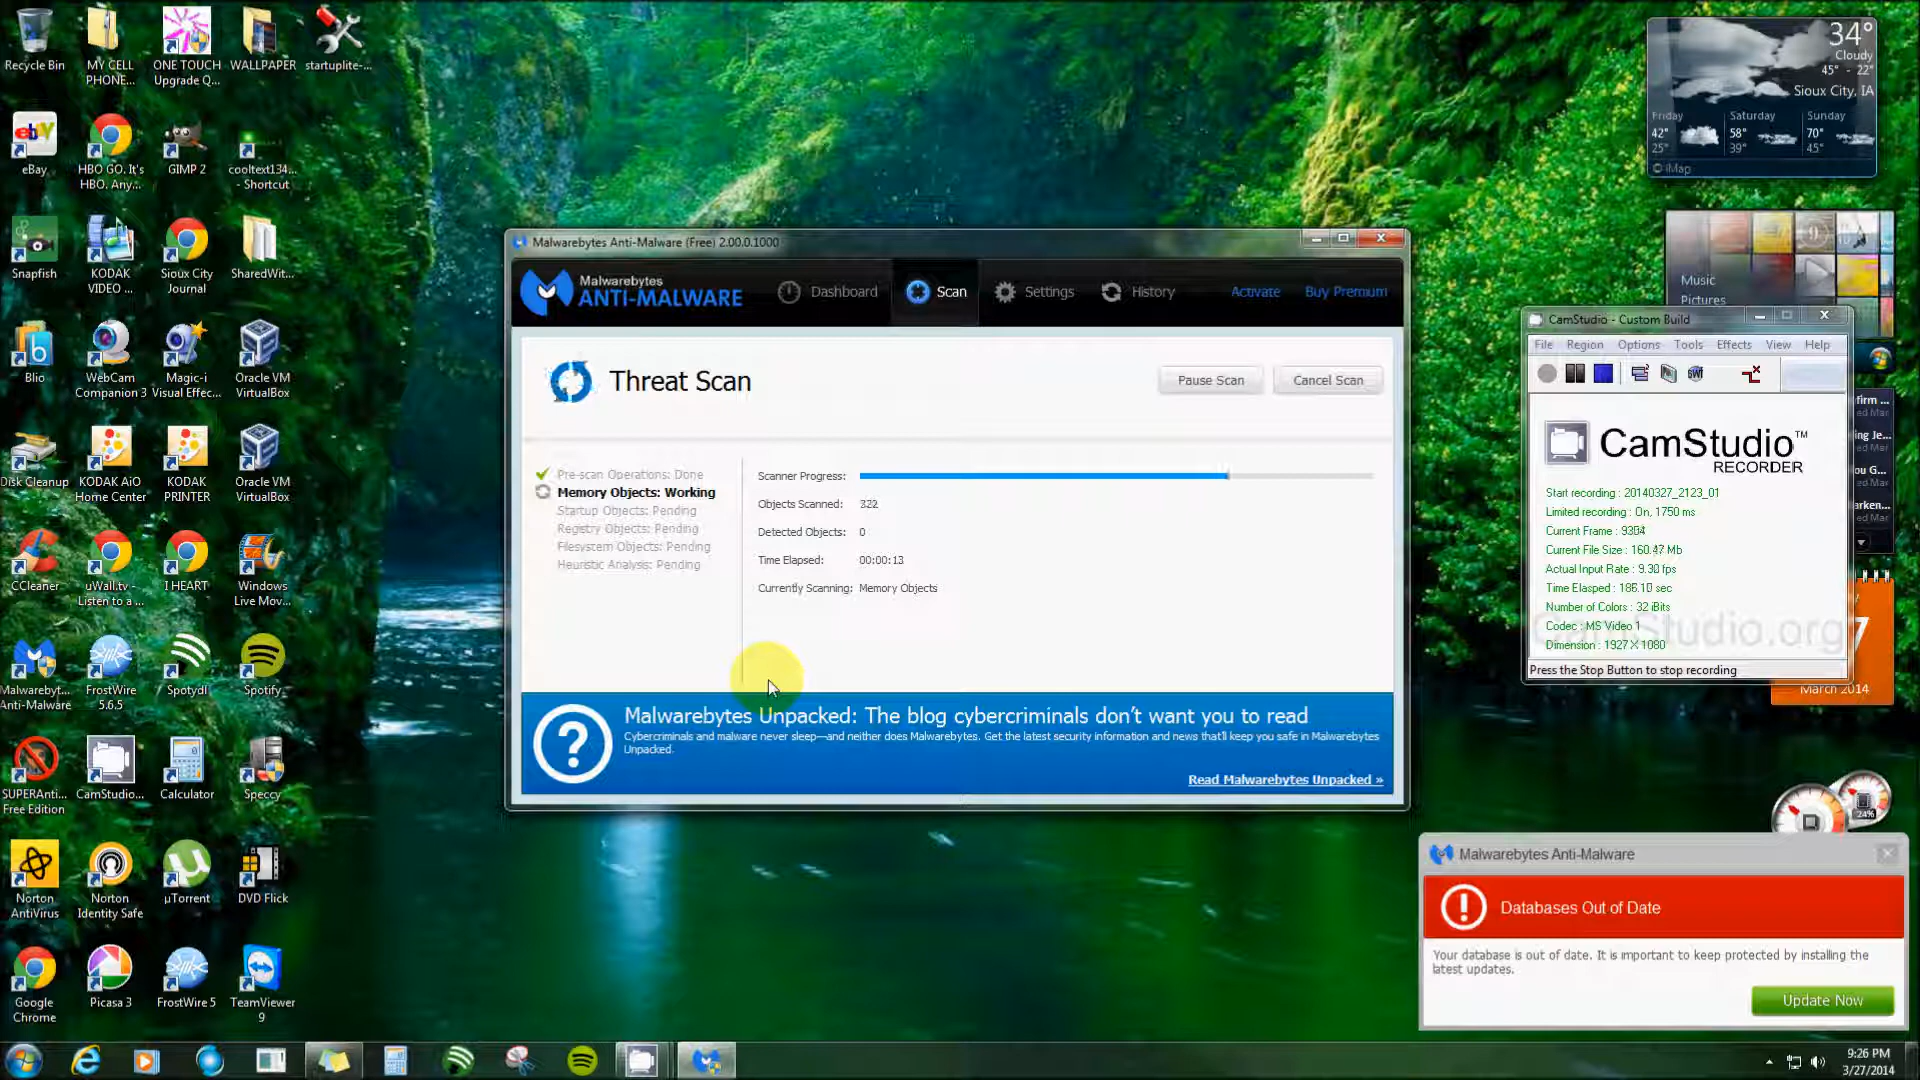 Recycle Bin
MY CELL PHONE...
ONE TOUCH Upgrade Q...
WALLPAPER
startuplite-...
eBay
HBO GO. It's HBO. Any...
GIMP 2
cooltext134... - Shortcut
Snapfish
KODAK VIDEO ...
Sioux City Journal
SharedWit...
Blio
WebCam Companion 3
Magic-i Visual Effec...
Oracle VM VirtualBox
Disk Cleanup
KODAK AiO Home Center
KODAK PRINTER
Oracle VM VirtualBox
CCleaner
uWall.tv - Listen to a ...
I HEART
Windows Live Mov...
Malwarebyt... Anti-Malware
FrostWire 5.6.5
Spotydl
Spotify
SUPERAnti... Free Edition
CamStudio...
Calculator
Speccy
Norton AntiVirus
Norton Identity Safe
µTorrent
DVD Flick
Google Chrome
Picasa 3
FrostWire 5
TeamViewer 9
Malwarebytes Anti-Malware (Free) 2.00.0.1000
Malwarebytes
ANTI-MALWARE
Dashboard
Scan
Settings
History
Activate
Buy Premium
Threat Scan
Pause Scan
Cancel Scan
Pre-scan Operations: Done
Memory Objects: Working
Startup Objects: Pending
Registry Objects: Pending
Filesystem Objects: Pending
Heuristic Analysis: Pending
Scanner Progress:
Objects Scanned: 322
Detected Objects: 0
Time Elapsed: 00:00:13
Currently Scanning: Memory Objects
Malwarebytes Unpacked: The blog cybercriminals don't want you to read
Cybercriminals and malware never sleep—and neither does Malwarebytes. Get the latest security information and news that'll keep you safe in Malwarebytes
Unpacked.
Read Malwarebytes Unpacked »
34°
Cloudy
45° - 22°
Sioux City, IA
Friday Saturday Sunday
42° 58° 70°
25° 39° 45°
© iMap
Music
Pictures
CamStudio - Custom Build
File Region Options Tools Effects View Help
CamStudio™
RECORDER
Start recording : 20140327_2123_01
Limited recording : On, 1750 ms
Current Frame : 9304
Current File Size : 160.47 Mb
Actual Input Rate : 9.30 fps
Time Elasped : 186.10 sec
Number of Colors : 32 iBits
Codec : MS Video 1
Dimension : 1927 X 1080
CamStudio.org
Press the Stop Button to stop recording
March 2014
24%
Malwarebytes Anti-Malware
Databases Out of Date
Your database is out of date. It is important to keep protected by installing the
latest updates.
Update Now
9:26 PM
3/27/2014